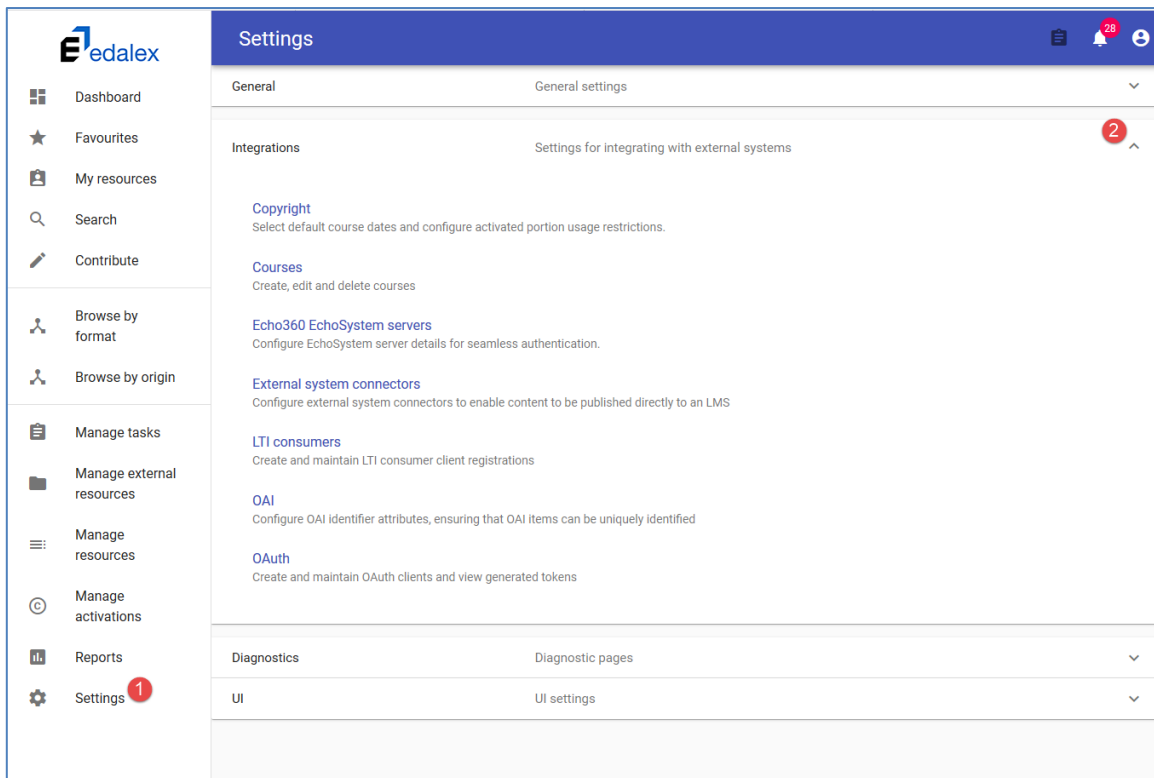 edalex
Settings
28
Dashboard
Favourites
My resources
Search
Contribute
Browse by
format
Browse by origin
Manage tasks
Manage external
resources
Manage
resources
Manage
activations
Reports
Settings
1
General
General settings
Integrations
Settings for integrating with external systems
2
Copyright
Select default course dates and configure activated portion usage restrictions.
Courses
Create, edit and delete courses
Echo360 EchoSystem servers
Configure EchoSystem server details for seamless authentication.
External system connectors
Configure external system connectors to enable content to be published directly to an LMS
LTI consumers
Create and maintain LTI consumer client registrations
OAI
Configure OAI identifier attributes, ensuring that OAI items can be uniquely identified
OAuth
Create and maintain OAuth clients and view generated tokens
Diagnostics
Diagnostic pages
UI
UI settings